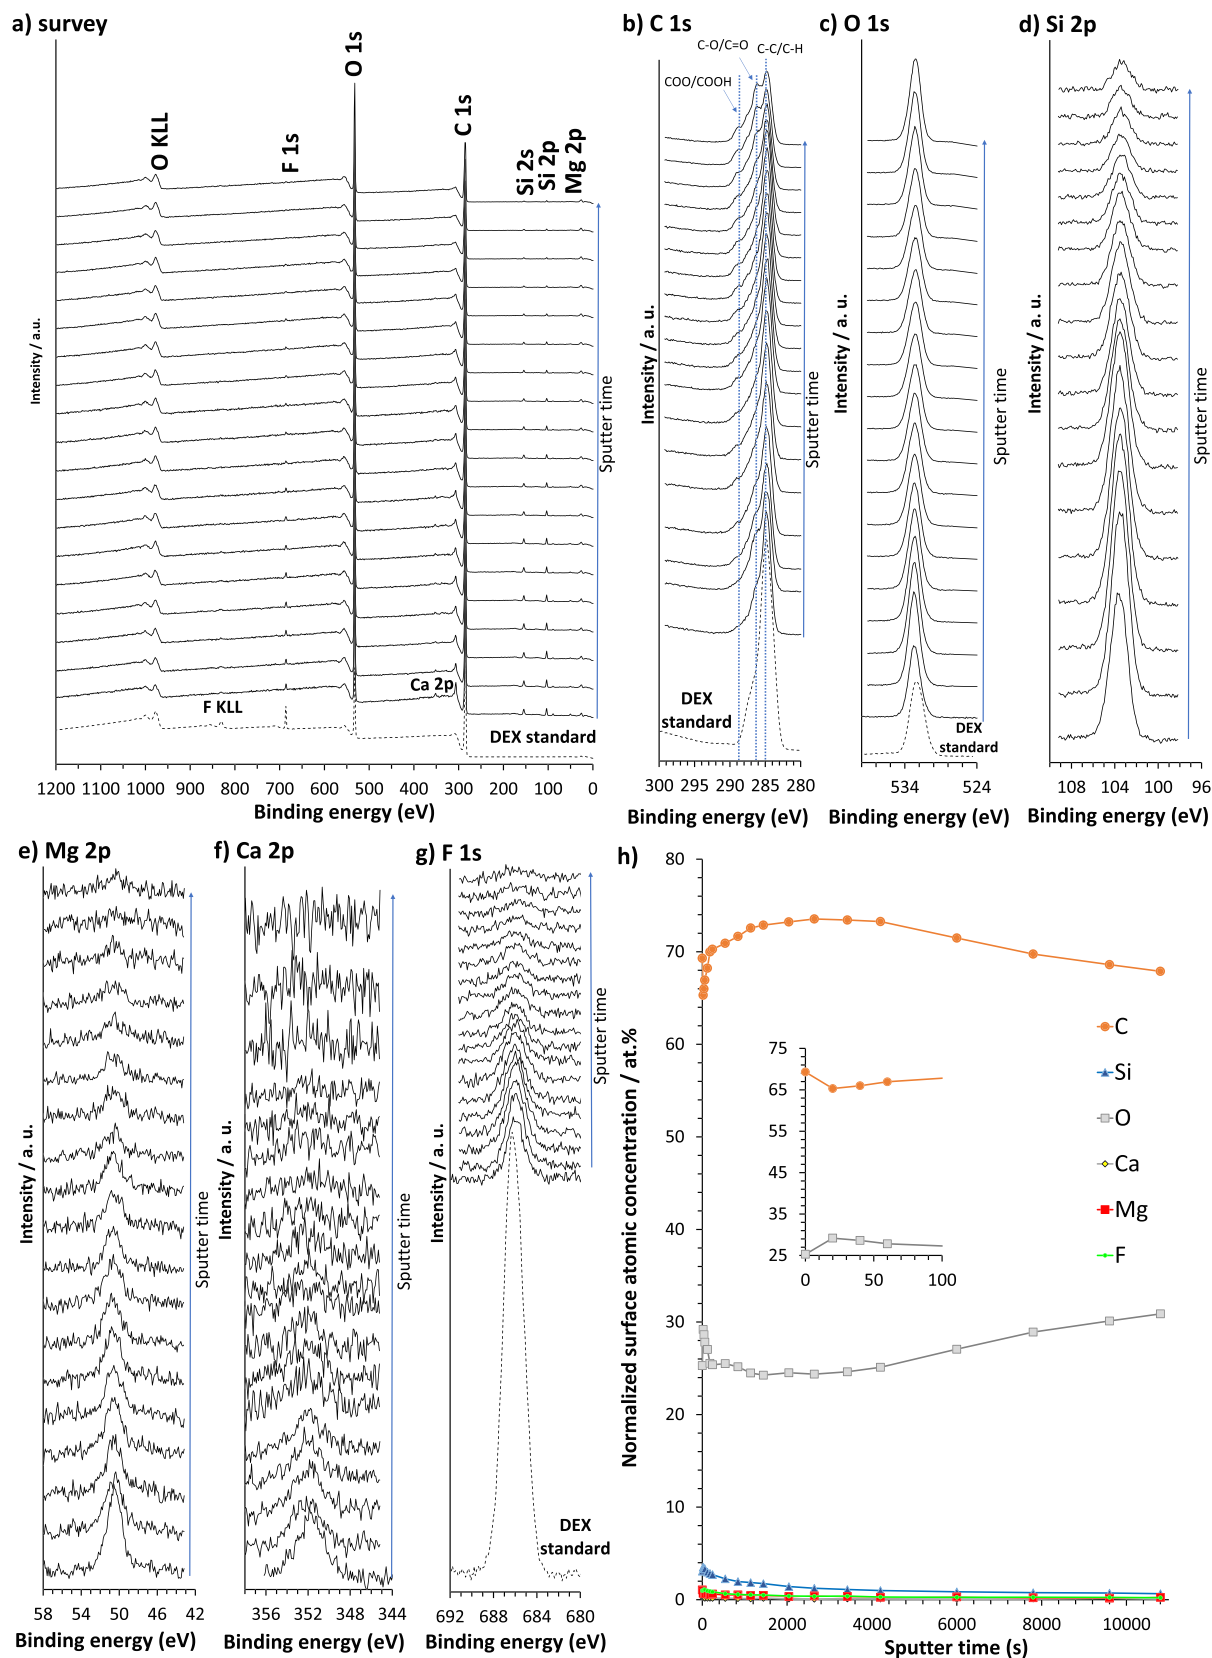 a) survey
O KLL
F 1s
O 1s
C 1s
Si 2s
Si 2p
Mg 2p
Intensity / a.u.
Sputter time
Ca 2p
F KLL
DEX standard
1200 1100 1000 900 800 700 600 500 400 300 200 100 0
Binding energy (eV)
b) C 1s
C-O/C=O
C-C/C-H
COO/COOH
Intensity / a. u.
Sputter time
DEX
standard
300 295 290 285 280
Binding energy (eV)
c) O 1s
Intensity / a. u.
Sputter time
DEX
standard
534 524
Binding energy (eV)
d) Si 2p
Intensity / a. u.
Sputter time
108 104 100 96
Binding energy (eV)
e) Mg 2p
Intensity / a. u.
Sputter time
58 54 50 46 42
Binding energy (eV)
f) Ca 2p
Intensity / a. u.
Sputter time
356 352 348 344
Binding energy (eV)
g) F 1s
Intensity / a. u.
Sputter time
DEX
standard
692 688 684 680
Binding energy (eV)
h)
Normalized surface atomic concentration / at.%
80
70
60
50
40
30
20
10
0
75
65
55
45
35
25
0 50 100
C
Si
O
Ca
Mg
F
0 2000 4000 6000 8000 10000
Sputter time (s)